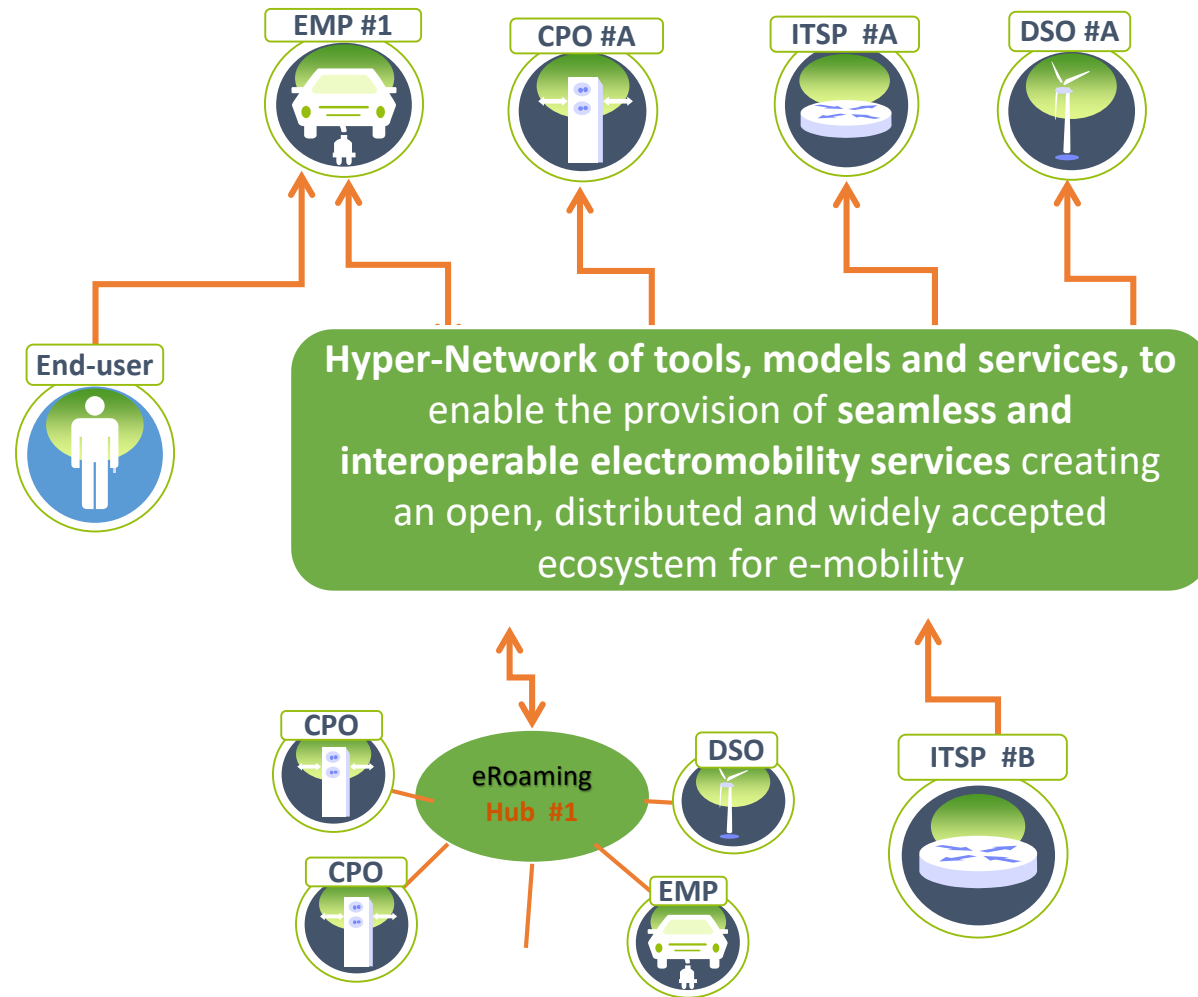 EMP #1
CPO #A
ITSP #A
DSO #A
End-user
Hyper-Network of tools, models and services, to
enable the provision of seamless and
interoperable electromobility services creating
an open, distributed and widely accepted
ecosystem for e-mobility
CPO
eRoaming
Hub #1
DSO
ITSP #B
CPO
EMP